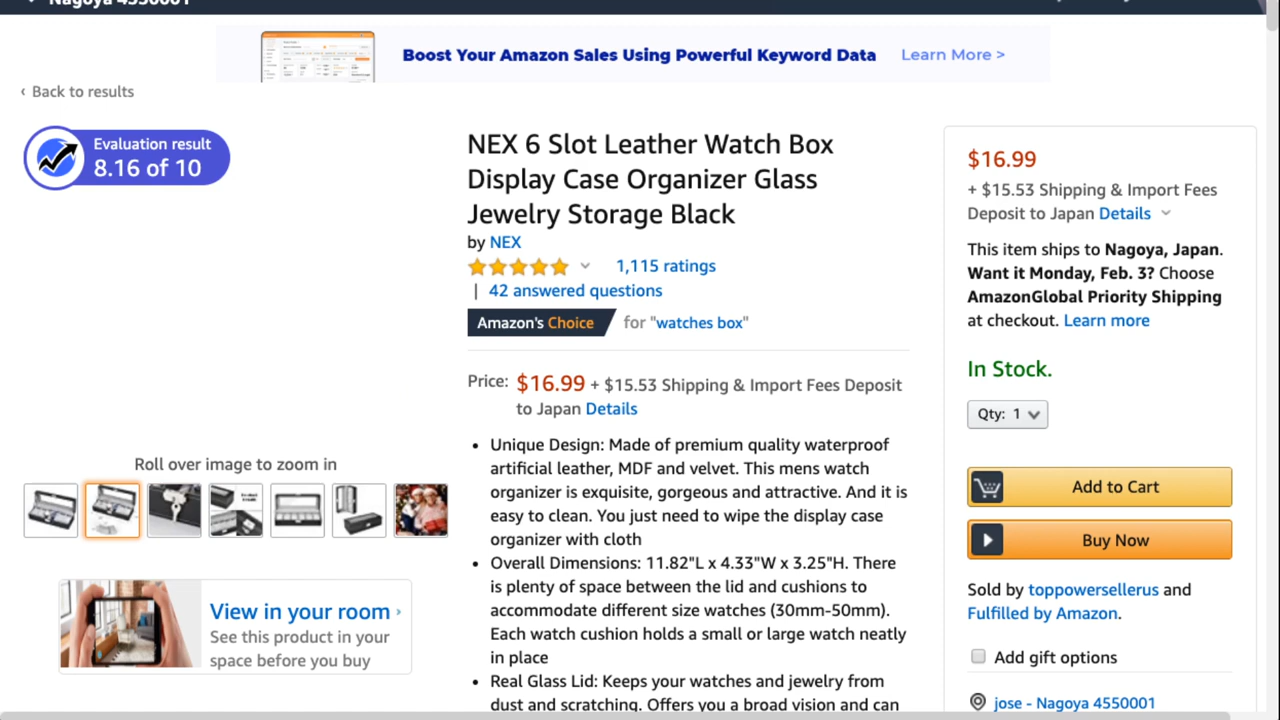 Nagoya 4550001
Boost Your Amazon Sales Using Powerful Keyword Data Learn More >
‹ Back to results
Evaluation result
8.16 of 10
NEX 6 Slot Leather Watch Box
Display Case Organizer Glass
Jewelry Storage Black
by NEX
1,115 ratings
| 42 answered questions
Amazon's Choice for "watches box"
Price: $16.99 + $15.53 Shipping & Import Fees Deposit
to Japan Details
• Unique Design: Made of premium quality waterproof
artificial leather, MDF and velvet. This mens watch
organizer is exquisite, gorgeous and attractive. And it is
easy to clean. You just need to wipe the display case
organizer with cloth
• Overall Dimensions: 11.82"L x 4.33"W x 3.25"H. There
is plenty of space between the lid and cushions to
accommodate different size watches (30mm-50mm).
Each watch cushion holds a small or large watch neatly
in place
• Real Glass Lid: Keeps your watches and jewelry from
dust and scratching. Offers you a broad vision and can
Roll over image to zoom in
View in your room ›
See this product in your
space before you buy
$16.99
+ $15.53 Shipping & Import Fees
Deposit to Japan Details
This item ships to Nagoya, Japan.
Want it Monday, Feb. 3? Choose
AmazonGlobal Priority Shipping
at checkout. Learn more
In Stock.
Qty: 1
Add to Cart
Buy Now
Sold by toppowersellerus and
Fulfilled by Amazon.
Add gift options
jose - Nagoya 4550001